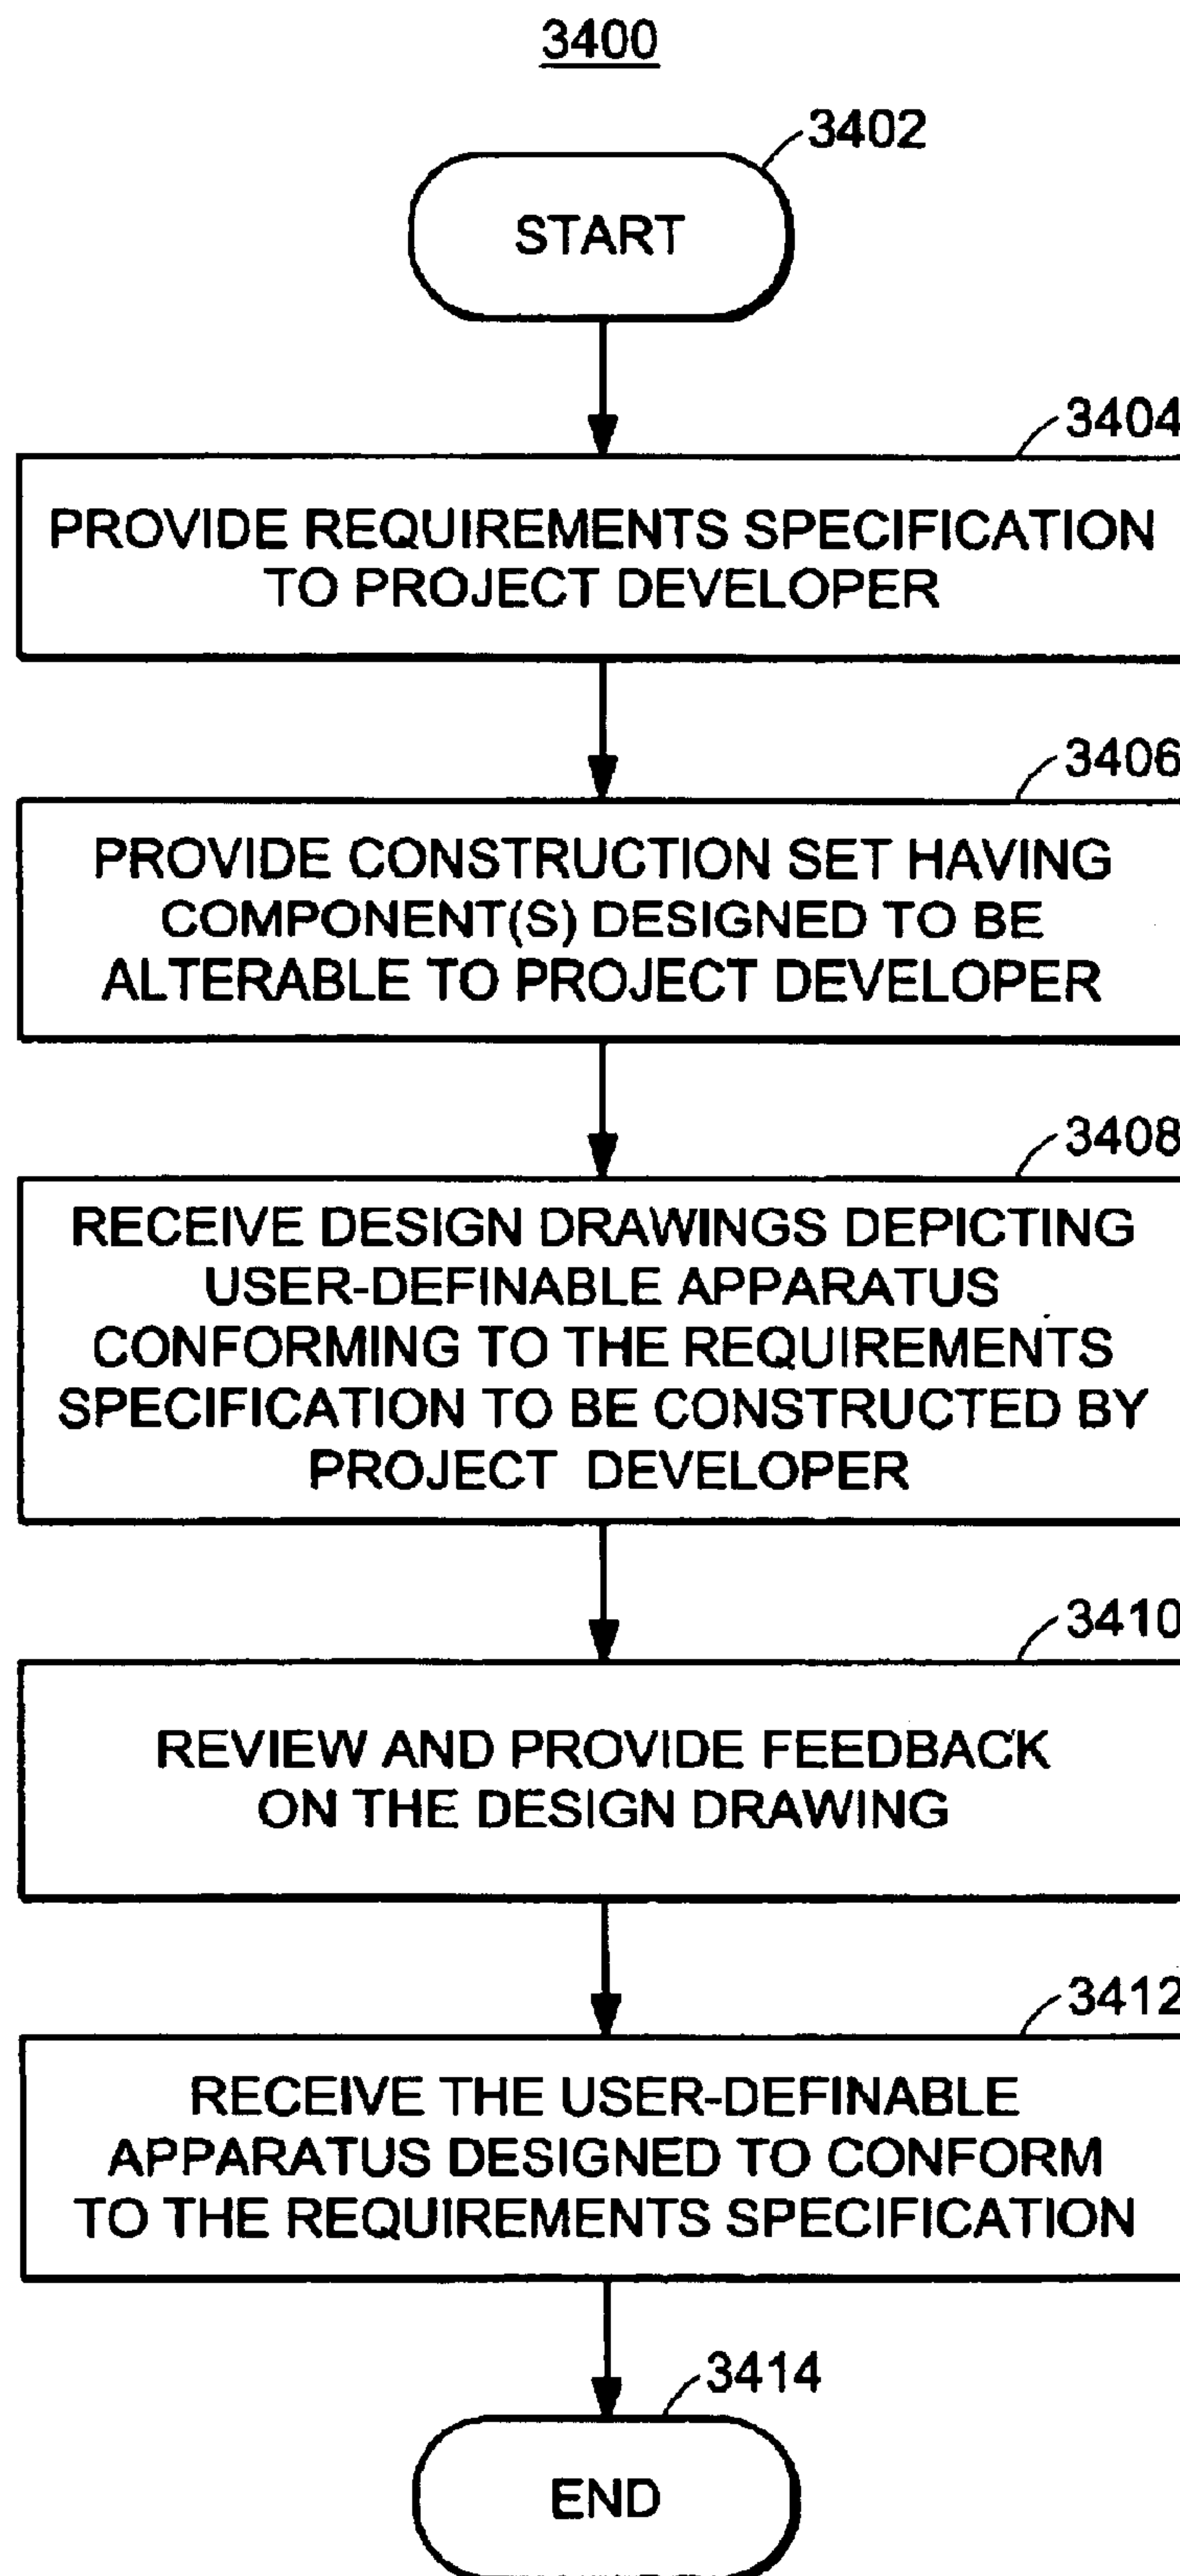 3400
3402
START
3404
PROVIDE REQUIREMENTS SPECIFICATION
TO PROJECT DEVELOPER
3406
PROVIDE CONSTRUCTION SET HAVING
COMPONENT(S) DESIGNED TO BE
ALTERABLE TO PROJECT DEVELOPER
3408
RECEIVE DESIGN DRAWINGS DEPICTING
USER-DEFINABLE APPARATUS
CONFORMING TO THE REQUIREMENTS
SPECIFICATION TO BE CONSTRUCTED BY
PROJECT DEVELOPER
3410
REVIEW AND PROVIDE FEEDBACK
ON THE DESIGN DRAWING
3412
RECEIVE THE USER-DEFINABLE
APPARATUS DESIGNED TO CONFORM
TO THE REQUIREMENTS SPECIFICATION
3414
END